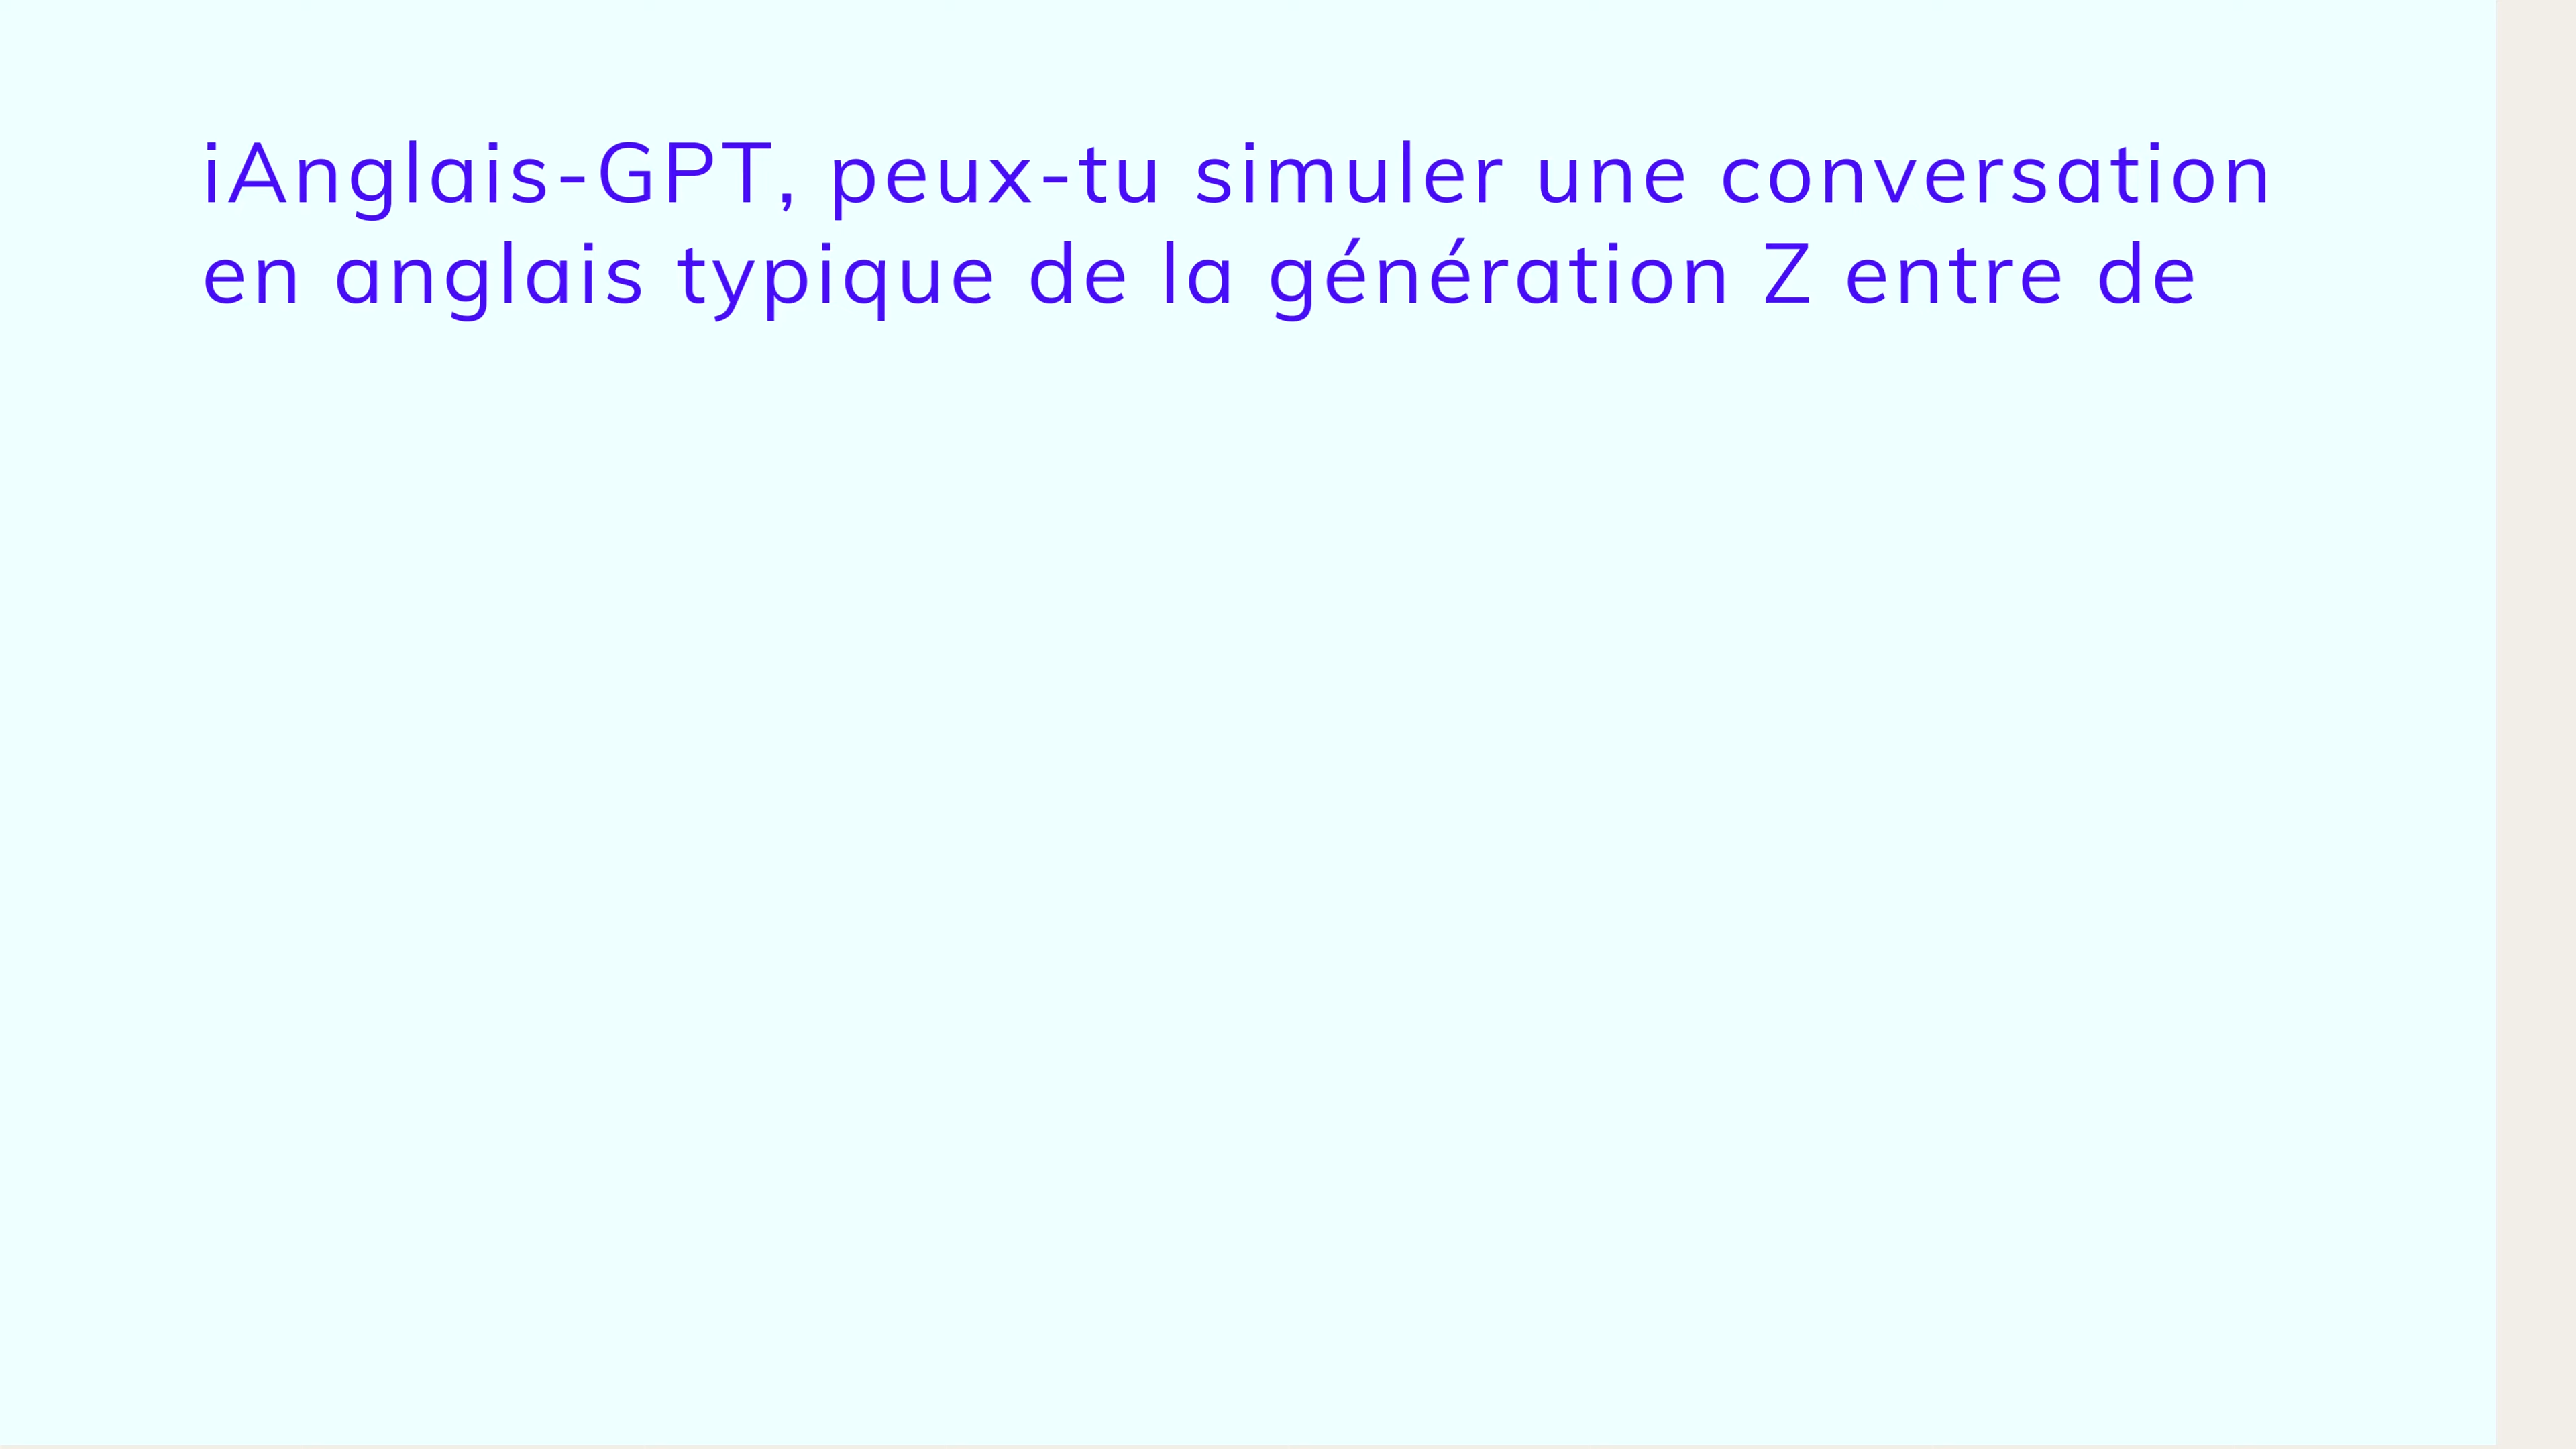 iAnglais-GPT, peux-tu simuler une conversation
en anglais typique de la génération Z entre de